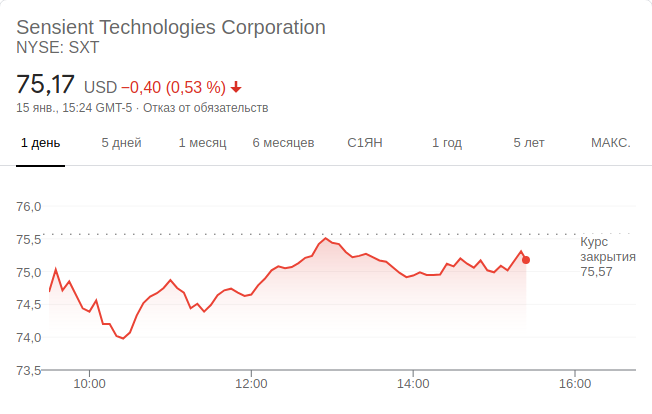 Sensient Technologies Corporation
NYSE: SXT
75,17 USD −0,40 (0,53 %)
15 янв., 15:24 GMT-5 · Отказ от обязательств
1 день 5 дней 1 месяц 6 месяцев С1ЯН 1 год 5 лет МАКС.
76,0
75,5
75,0
74,5
74,0
73,5
Курс
закрытия
75,57
10:00 12:00 14:00 16:00